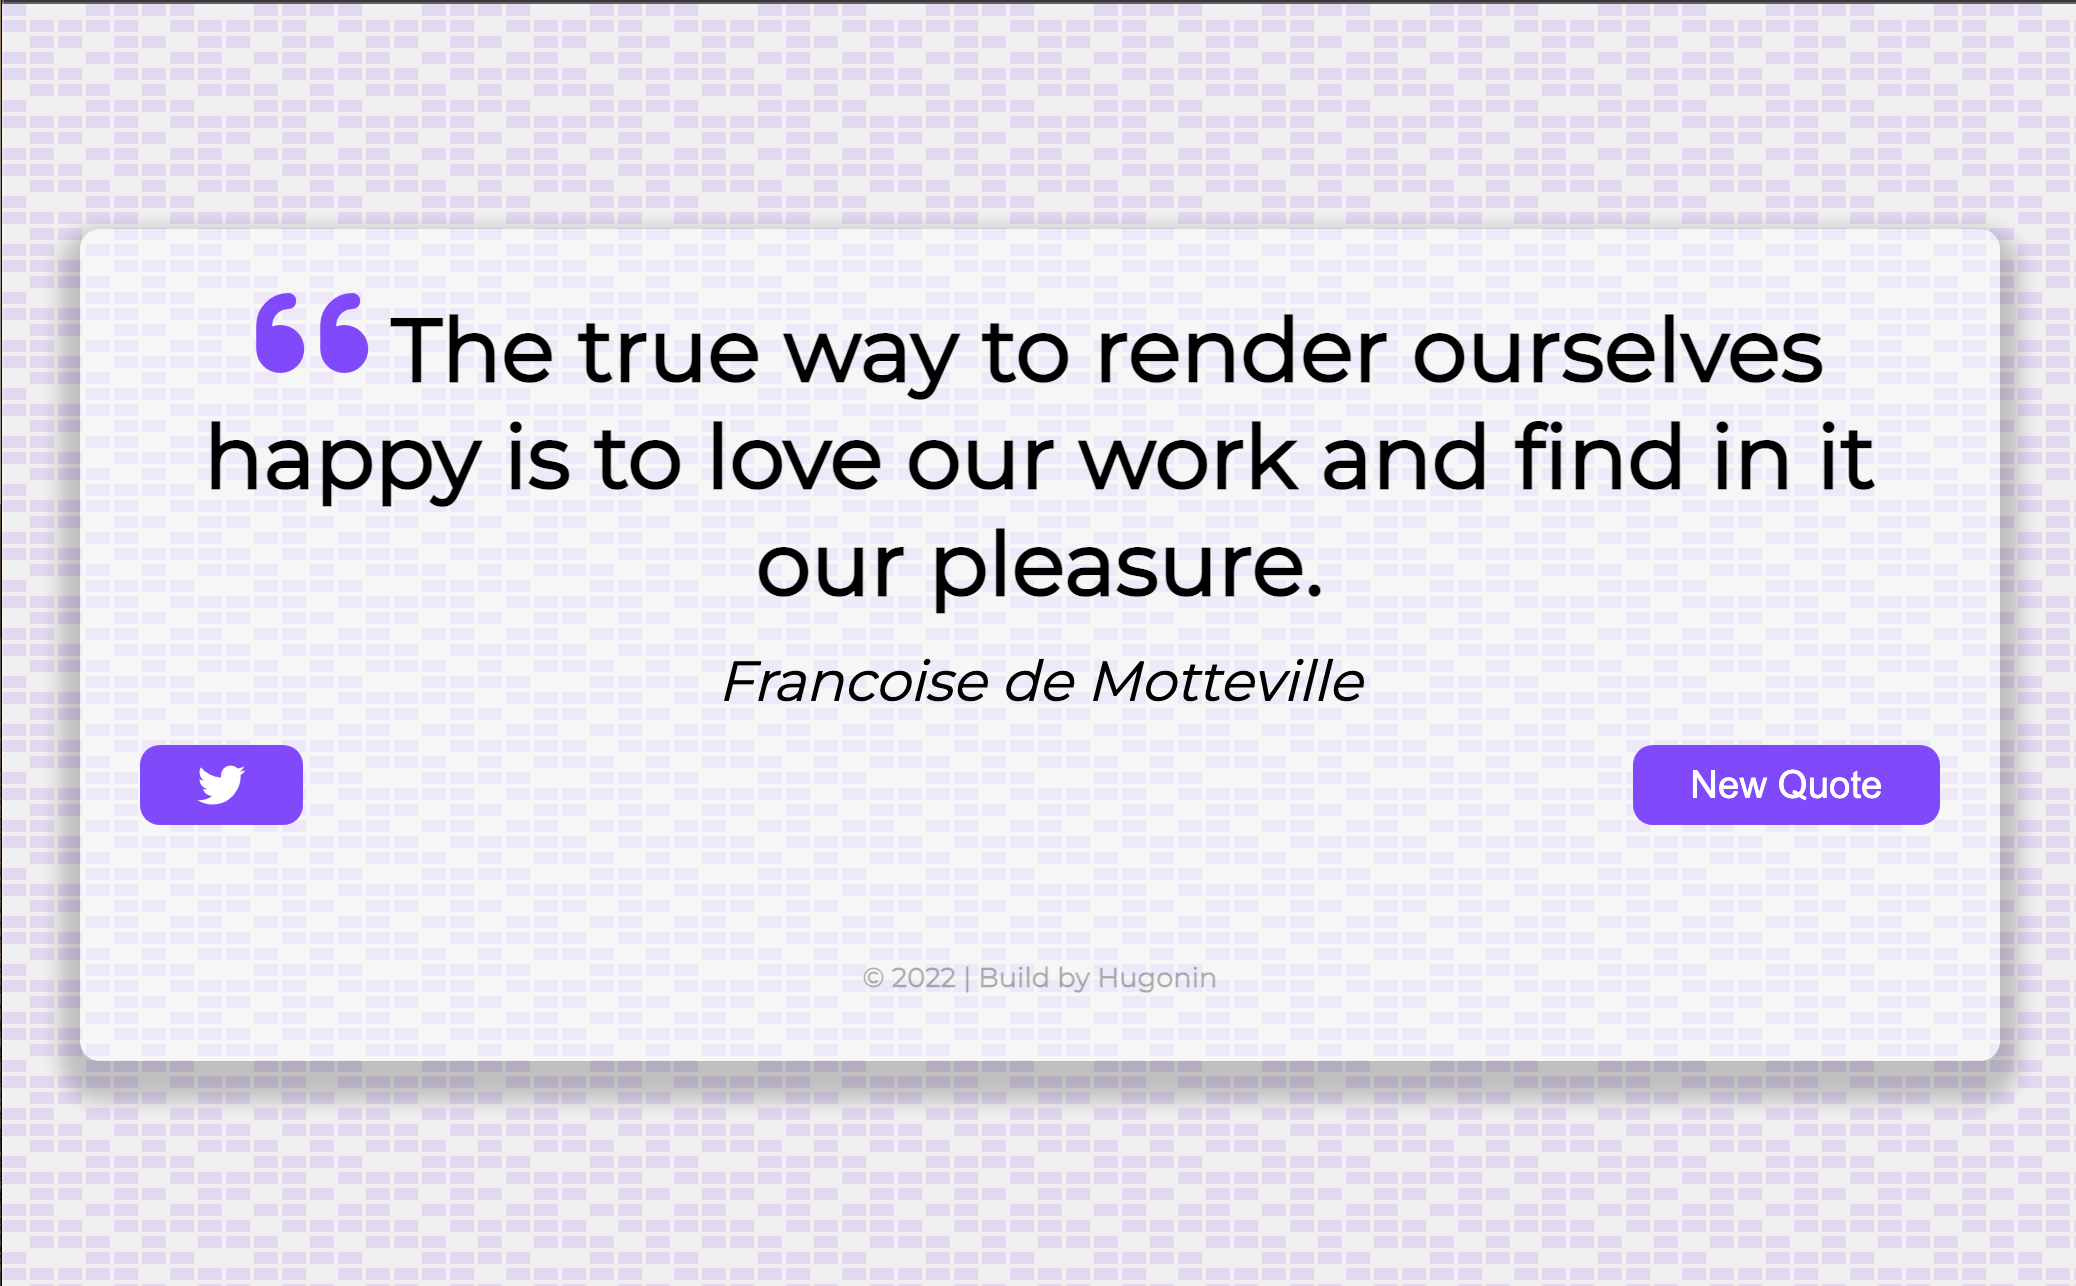 ❝ The true way to render ourselves
happy is to love our work and find in it
our pleasure.
Francoise de Motteville
New Quote
© 2022 | Build by Hugonin